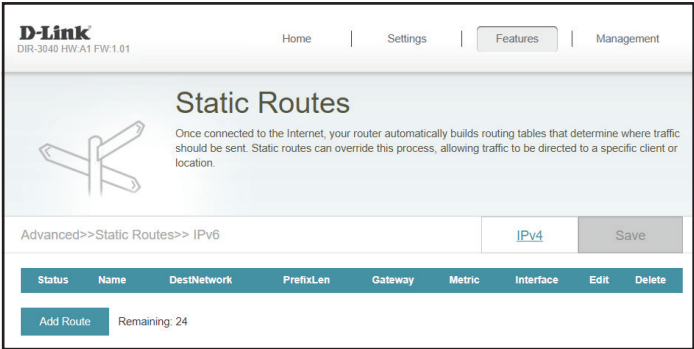 D-Link
DIR-3040 HW:A1 FW:1.01
Home | Settings | Features | Management
Static Routes
Once connected to the Internet, your router automatically builds routing tables that determine where traffic
should be sent. Static routes can override this process, allowing traffic to be directed to a specific client or
location.
Advanced>>Static Routes>> IPv6 IPv4 Save
Status Name DestNetwork PrefixLen Gateway Metric Interface Edit Delete
Add Route Remaining: 24